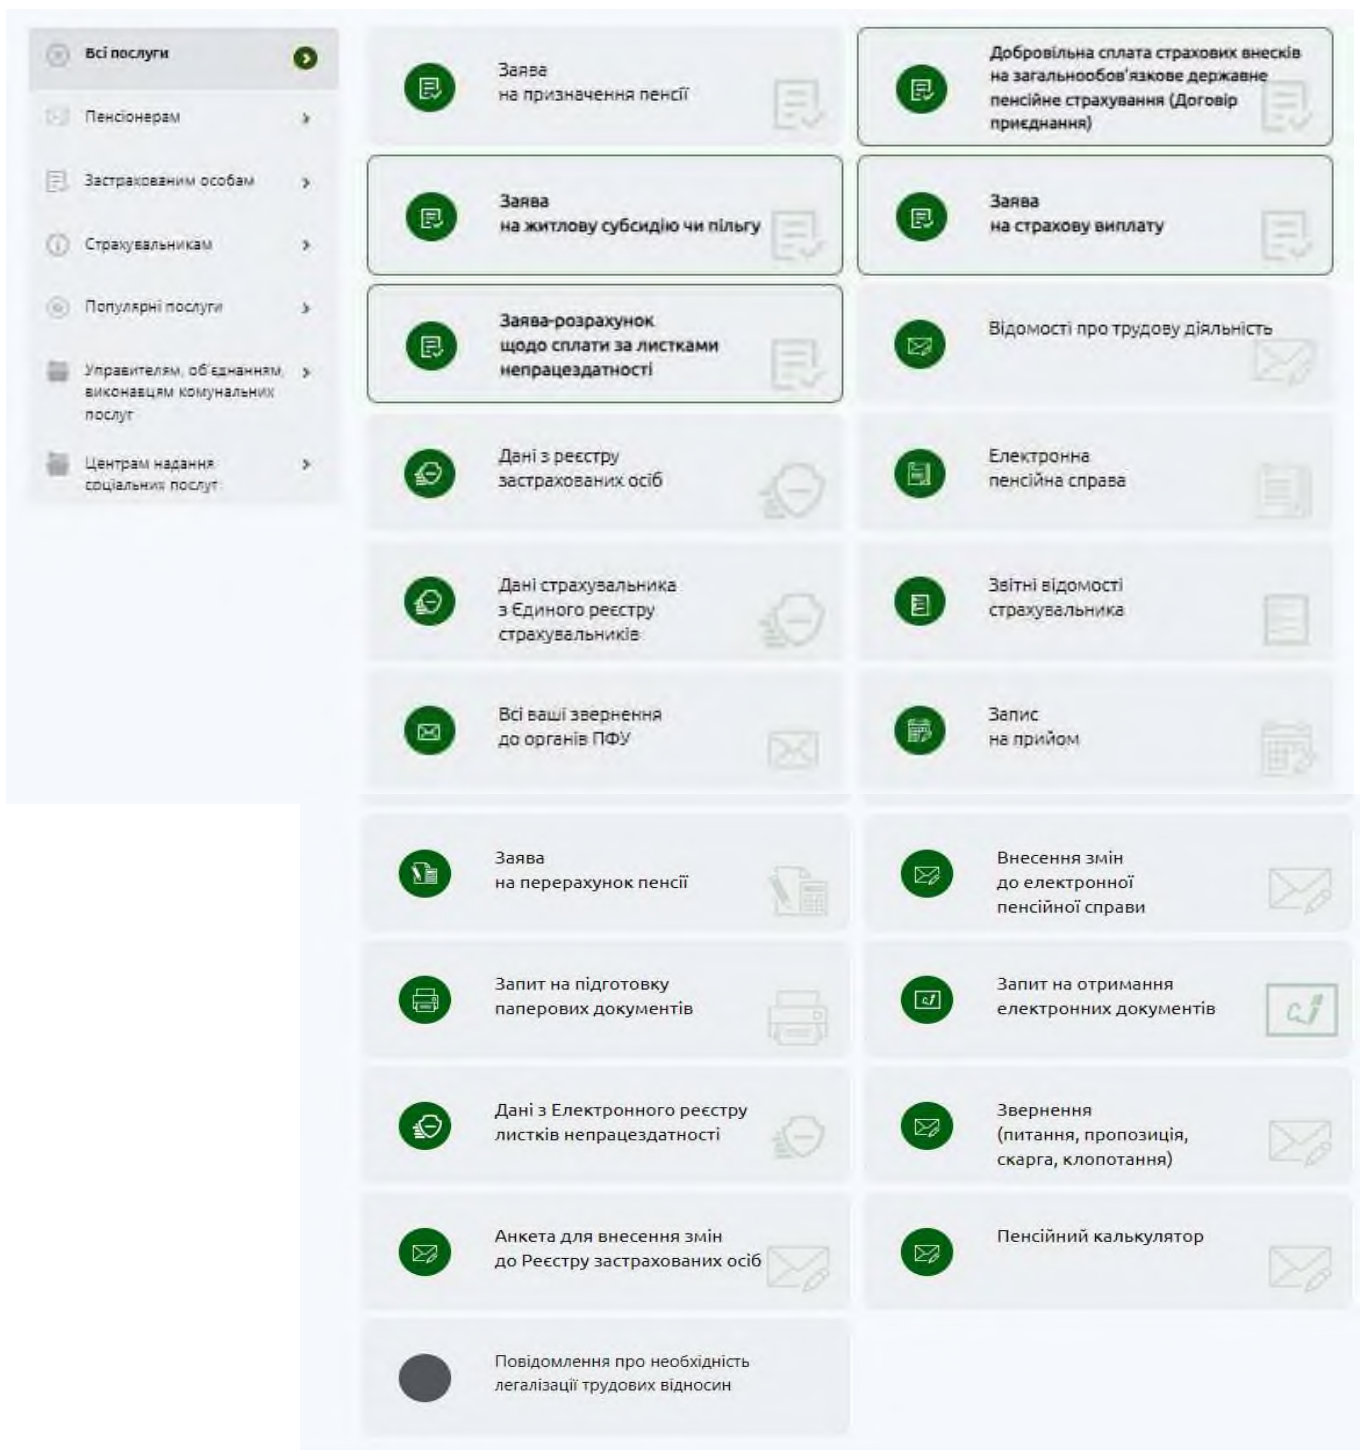 Всі послуги
Пенсіонерам
Застрахованим особам
Страхувальникам
Популярні послуги
Управителям, об'єднанням,
виконавцям комунальних
послуг
Центрам надання
соціальних послуг
Заява
на призначення пенсії
Добровільна сплата страхових внесків
на загальнообов'язкове державне
пенсійне страхування (Договір
приєднання)
Заява
на житлову субсидію чи пільгу
Заява
на страхову виплату
Заява-розрахунок
щодо сплати за листками
непрацездатності
Відомості про трудову діяльність
Дані з реєстру
застрахованих осіб
Електронна
пенсійна справа
Дані страхувальника
з Єдиного реєстру
страхувальників
Звітні відомості
страхувальника
Всі ваші звернення
до органів ПФУ
Запис
на прийом
Заява
на перерахунок пенсії
Внесення змін
до електронної
пенсійної справи
Запит на підготовку
паперових документів
Запит на отримання
електронних документів
Дані з Електронного реєстру
листків непрацездатності
Звернення
(питання, пропозиція,
скарга, клопотання)
Анкета для внесення змін
до Реєстру застрахованих осіб
Пенсійний калькулятор
Повідомлення про необхідність
легалізації трудових відносин